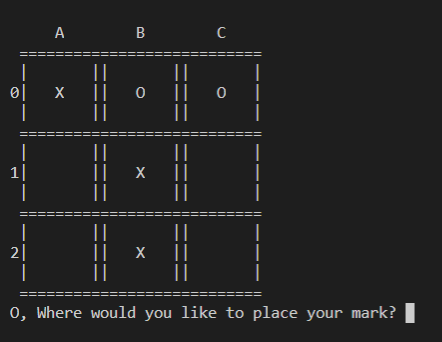 A B C
===========================
| || || |
0| X || O || O |
| || || |
===========================
| || || |
1| || X || |
| || || |
===========================
| || || |
2| || X || |
| || || |
===========================
O, Where would you like to place your mark?